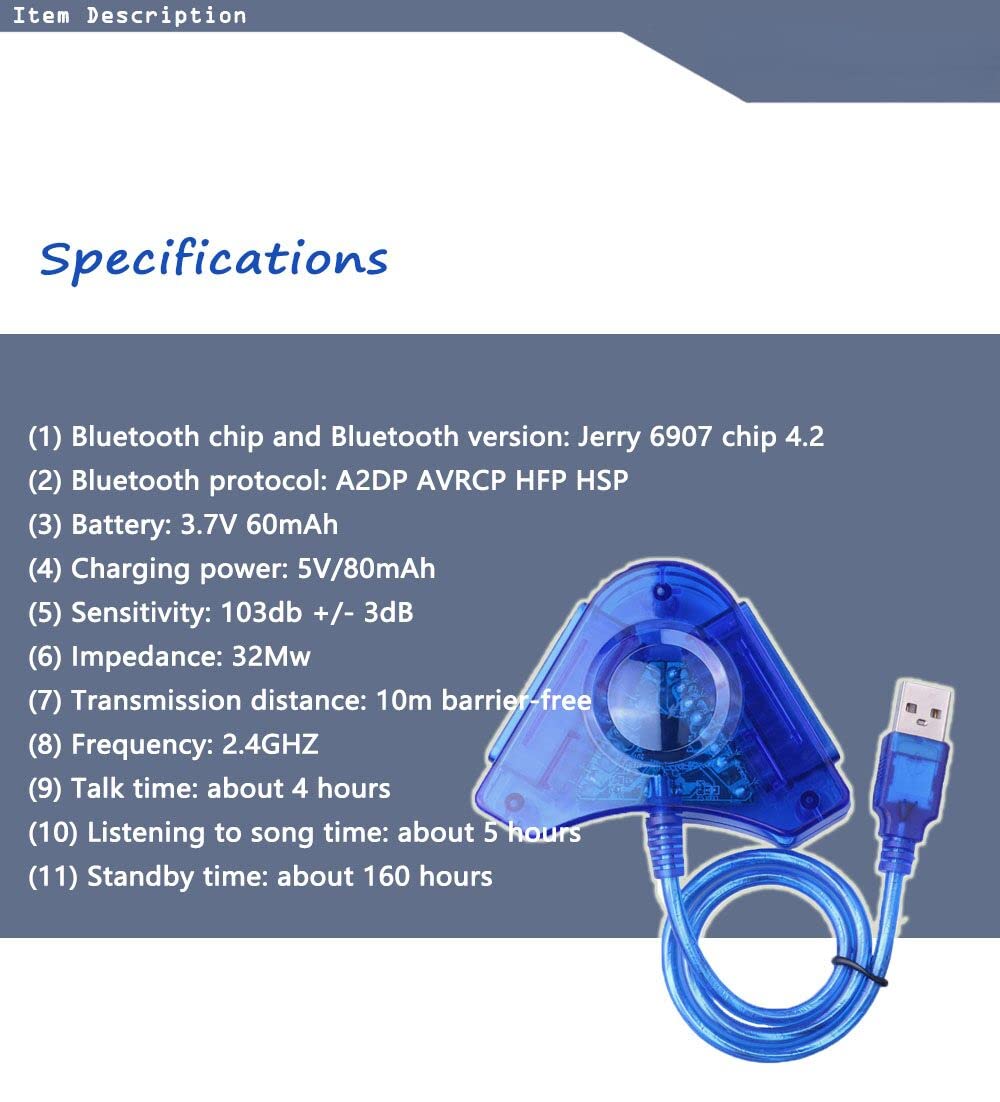 Item Description
Specifications
(1) Bluetooth chip and Bluetooth version: Jerry 6907 chip 4.2
(2) Bluetooth protocol: A2DP AVRCP HFP HSP
(3) Battery: 3.7V 60mAh
(4) Charging power: 5V/80mAh
(5) Sensitivity: 103db +/- 3dB
(6) Impedance: 32Mw
(7) Transmission distance: 10m barrier-free
(8) Frequency: 2.4GHZ
(9) Talk time: about 4 hours
(10) Listening to song time: about 5 hours
(11) Standby time: about 160 hours